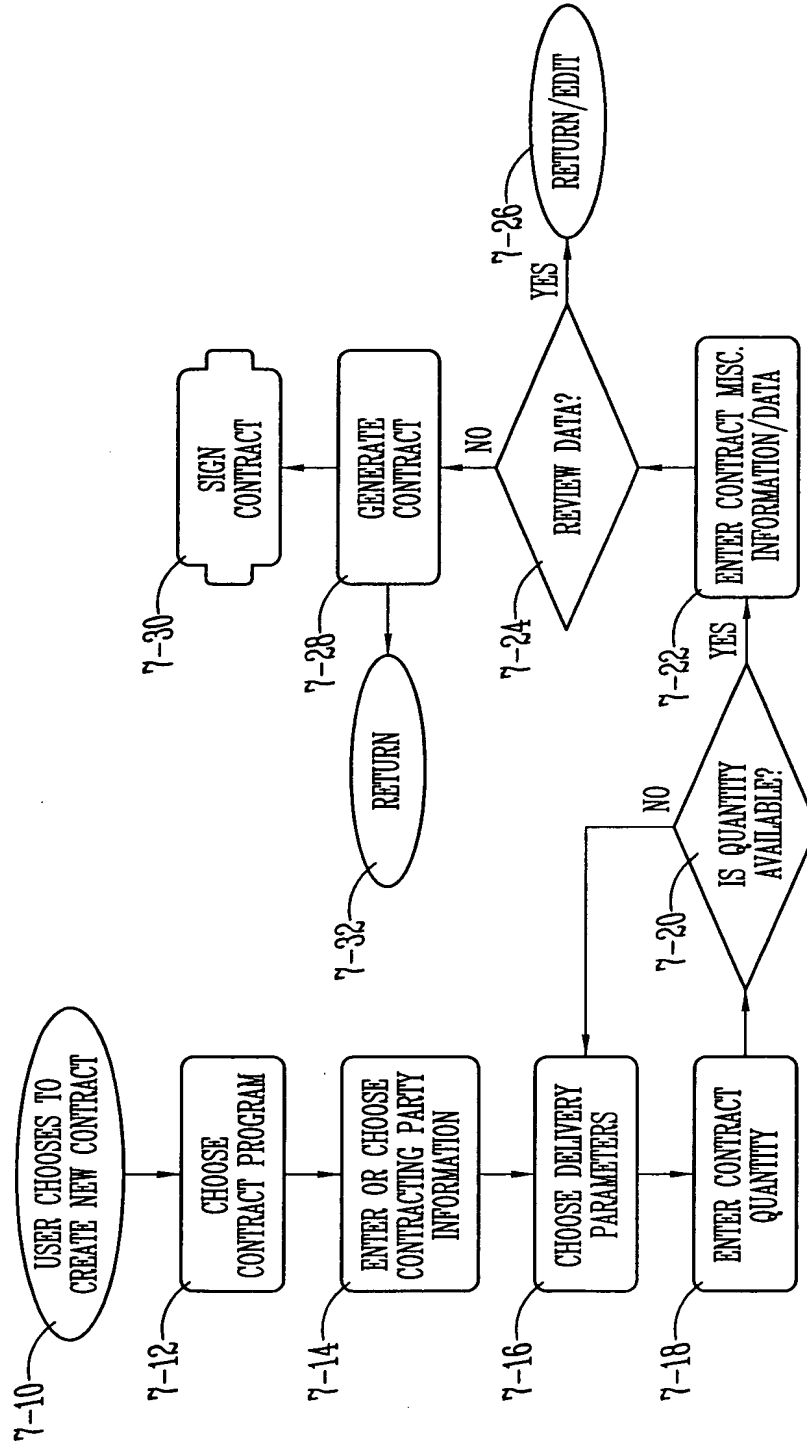 7-10
USER CHOOSES TO
CREATE NEW CONTRACT
7-12
CHOOSE
CONTRACT PROGRAM
7-14
ENTER OR CHOOSE
CONTRACTING PARTY
INFORMATION
7-16
CHOOSE DELIVERY
PARAMETERS
7-18
ENTER CONTRACT
QUANTITY
7-20
IS QUANTITY
AVAILABLE?
NO
YES
7-22
ENTER CONTRACT MISC.
INFORMATION/DATA
7-24
REVIEW DATA?
YES
7-26
RETURN/EDIT
NO
7-28
GENERATE
CONTRACT
7-30
SIGN
CONTRACT
7-32
RETURN